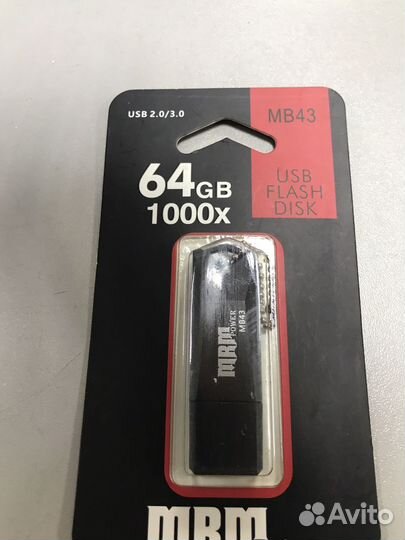 USB 2.0/3.0
MB43
64GB
1000x
USB
FLASH
DISK
MRM
POWER
MB43
MRM
Avito